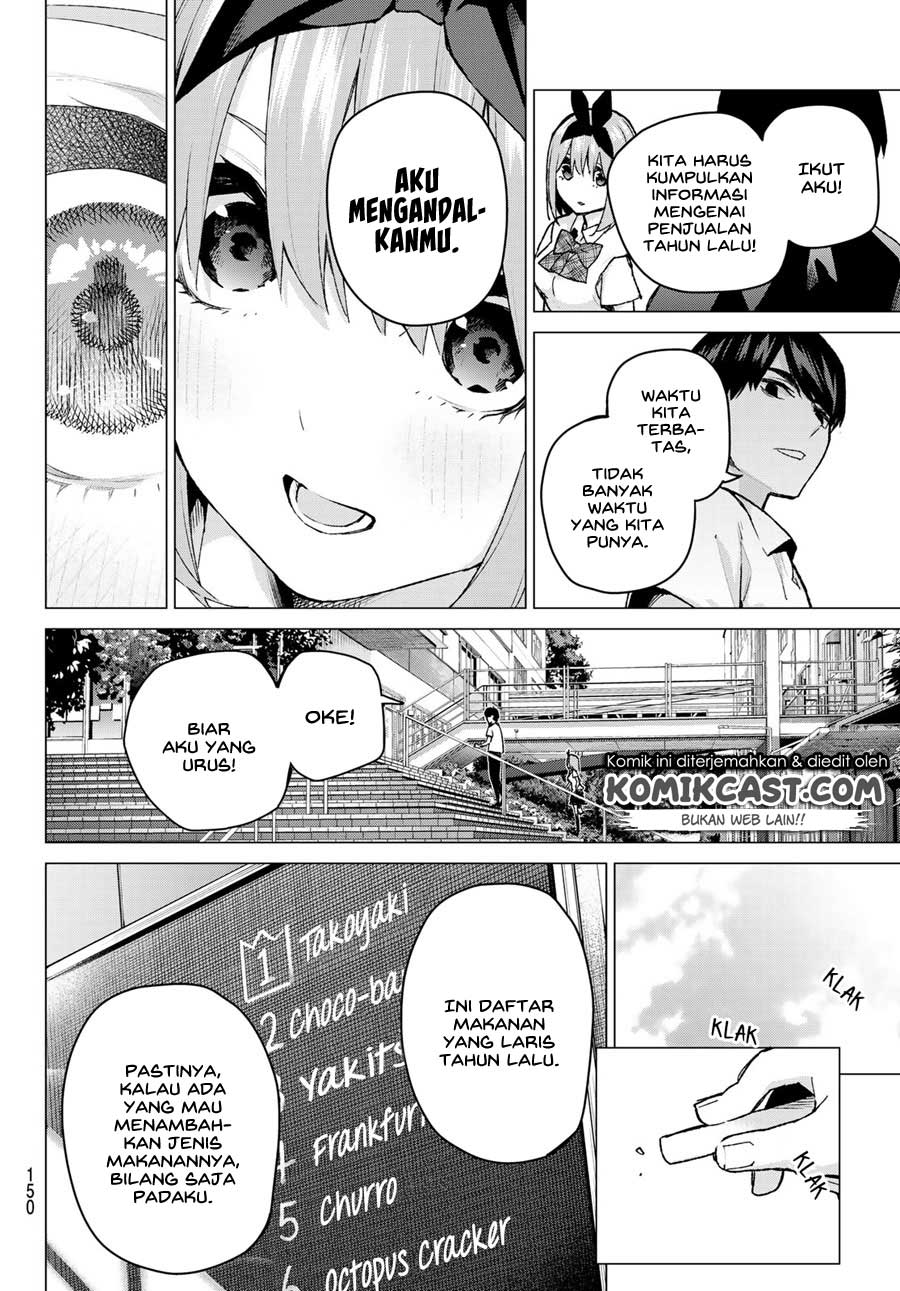 IKUT
AKU!
KITA HARUS
KUMPULKAN
INFORMASI
MENGENAI
PENJUALAN
TAHUN LALU!
WAKTU
KITA
TERBA-
TAS,
TIDAK
BANYAK
WAKTU
YANG KITA
PUNYA.
AKU
MENGANDAL-
KANMU.
OKE!
BIAR
AKU YANG
URUS!
Komik ini diterjemahkan & diedit oleh
KOMIKCAST.COM
BUKAN WEB LAIN!!
KLAK
KLAK
KLAK
INI DAFTAR
MAKANAN
YANG LARIS
TAHUN LALU.
1 Takoyaki
2 choco-ba
Yakits
Frankfur
5 churro
6 octopus cracker
PASTINYA,
KALAU ADA
YANG MAU
MENAMBAH-
KAN JENIS
MAKANANNYA,
BILANG SAJA
PADAKU.
150